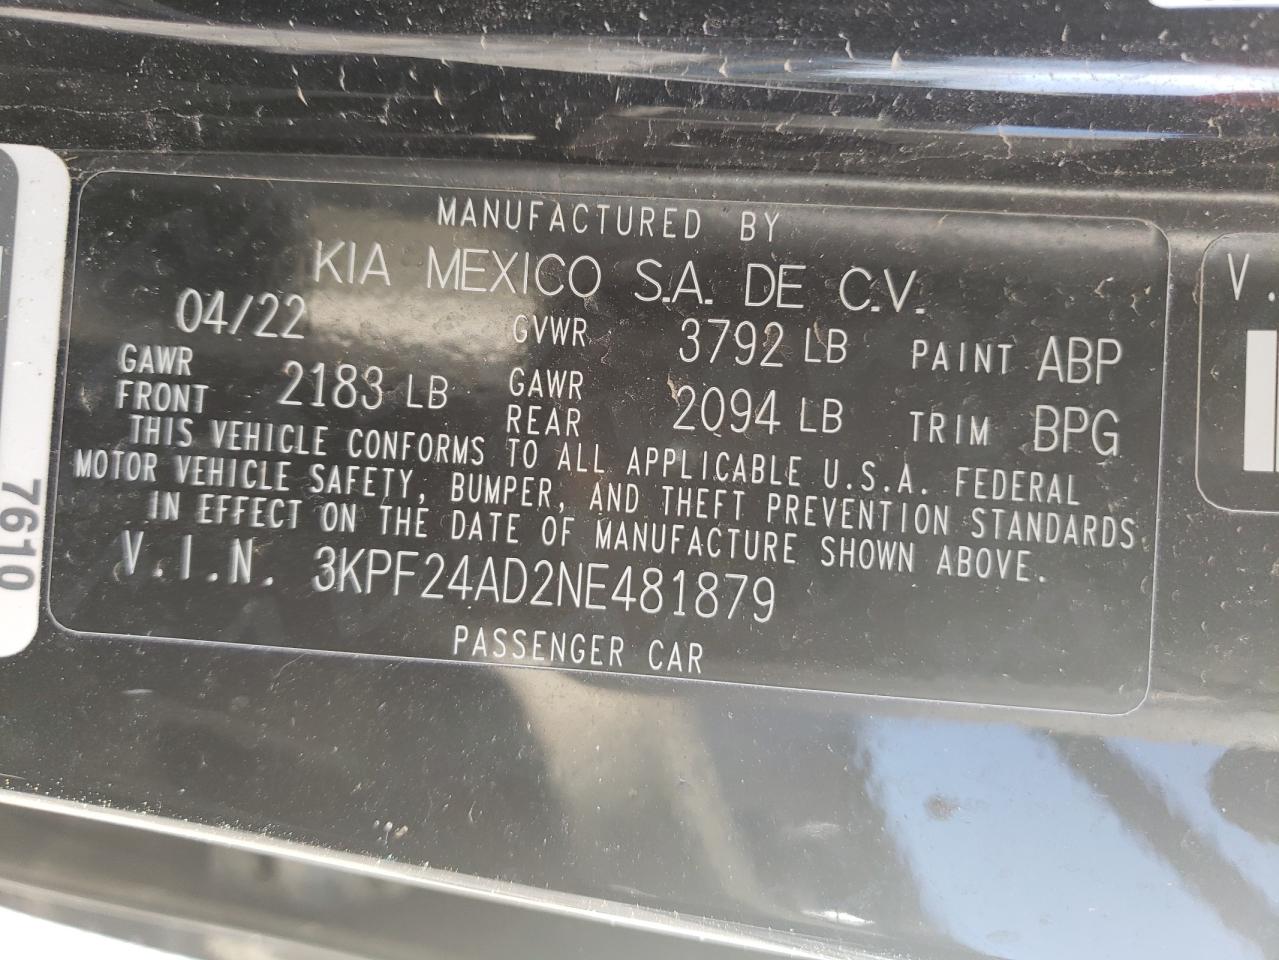 MANUFACTURED BY
KIA MEXICO S.A. DE C.V.
04/22 GVWR 3792 LB PAINT ABP
GAWR FRONT 2183 LB GAWR REAR 2094 LB TRIM BPG
THIS VEHICLE CONFORMS TO ALL APPLICABLE U.S.A. FEDERAL
MOTOR VEHICLE SAFETY, BUMPER, AND THEFT PREVENTION STANDARDS
IN EFFECT ON THE DATE OF MANUFACTURE SHOWN ABOVE.
V.I.N. 3KPF24AD2NE481879
PASSENGER CAR
7610
V.